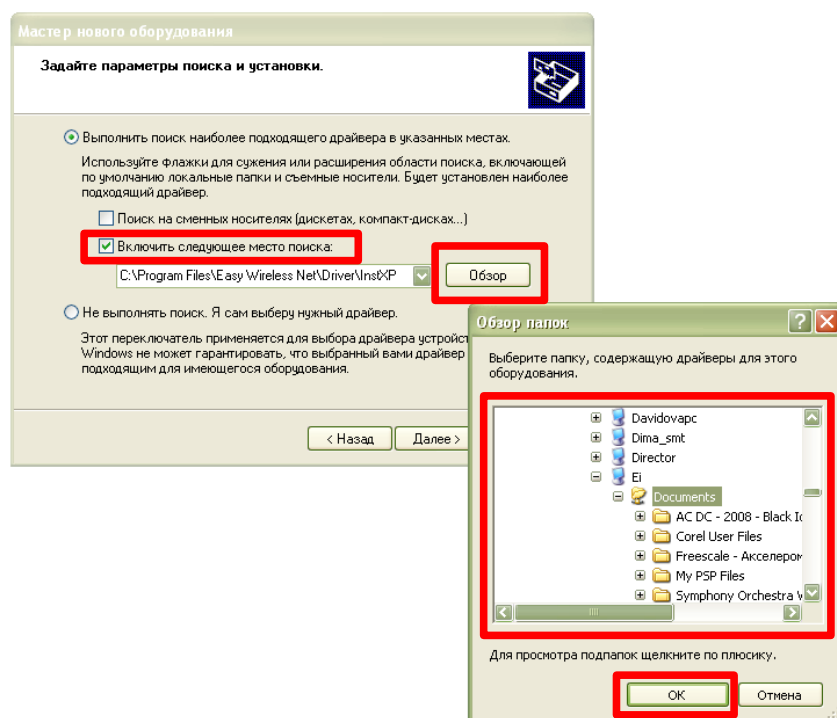 Мастер нового оборудования
Задайте параметры поиска и установки.
Выполнить поиск наиболее подходящего драйвера в указанных местах.
Используйте флажки для сужения или расширения области поиска, включающей
по умолчанию локальные папки и съемные носители. Будет установлен наиболее
подходящий драйвер.
Поиск на сменных носителях (дискетах, компакт-дисках...)
Включить следующее место поиска:
C:\Program Files\Easy Wireless Net\Driver\InstXP
Обзор
Не выполнять поиск. Я сам выберу нужный драйвер.
Этот переключатель применяется для выбора драйвера устройст
Windows не может гарантировать, что выбранный вами драйвер
подходящим для имеющегося оборудования.
< Назад
Далее >
Обзор папок
Выберите папку, содержащую драйверы для этого
оборудования.
Davidovapc
Dima_smt
Director
Ei
Documents
AC DC - 2008 - Black Ic
Corel User Files
Freescale - Акселером
My PSP Files
Symphony Orchestra
Для просмотра подпапок щелкните по плюсику.
ОК
Отмена